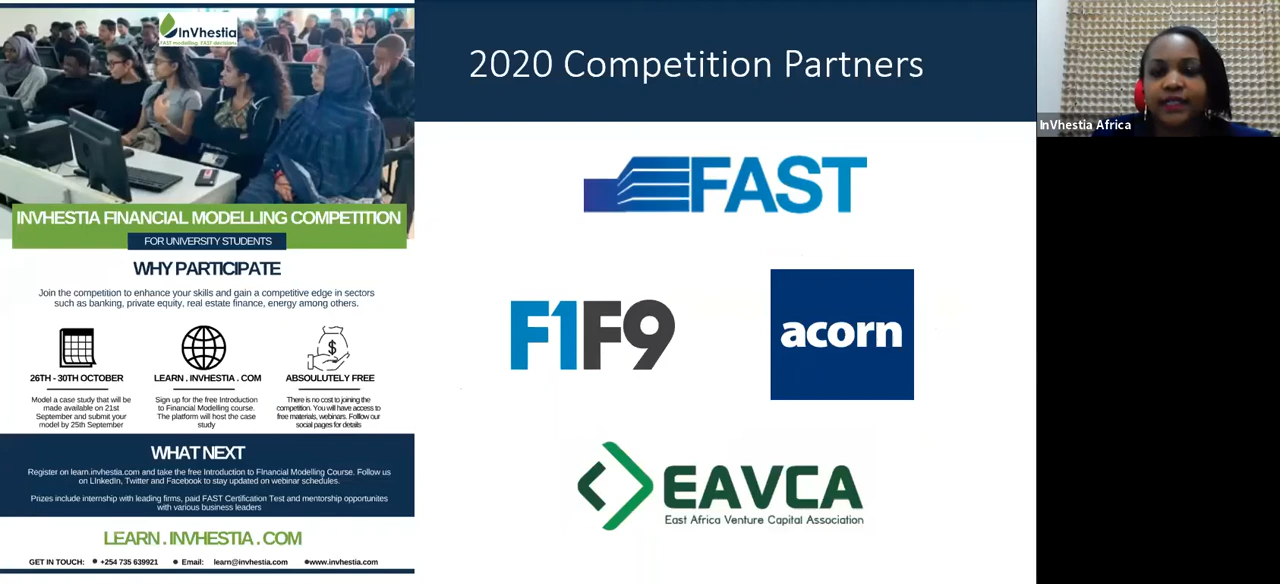 InVhestia
FAST modeling. FAST decisions
INVHESTIA FINANCIAL MODELLING COMPETITION
FOR UNIVERSITY STUDENTS
WHY PARTICIPATE
Join the competition to enhance your skills and gain a competitive edge in sectors
such as banking, private equity, real estate finance, energy among others.
26TH - 30TH OCTOBER
Model a case study that will be
made available on 21st
September and submit your
model by 25th September
LEARN . INVHESTIA . COM
Sign up for the free Introduction
to Financial Modelling course.
The platform will host the case
study
ABSOULUTELY FREE
There is no cost to joining the
competition. You will have access to
free materials, webinars. Folllow our
social pages for details
WHAT NEXT
Register on learn.invhestia.com and take the free Introduction to FInancial Modelling Course. Follow us
on LInkedIn, Twitter and Facebook to stay updated on webinar schedules.
Prizes include internship with leading firms, paid FAST Certification Test and mentorship opportunites
with various business leaders
LEARN . INVHESTIA . COM
GET IN TOUCH: • +254 735 639921 • Email: learn@invhestia.com •www.invhestia.com
2020 Competition Partners
FAST
F1F9
acorn
EAVCA
East Africa Venture Capital Association
InVhestia Africa